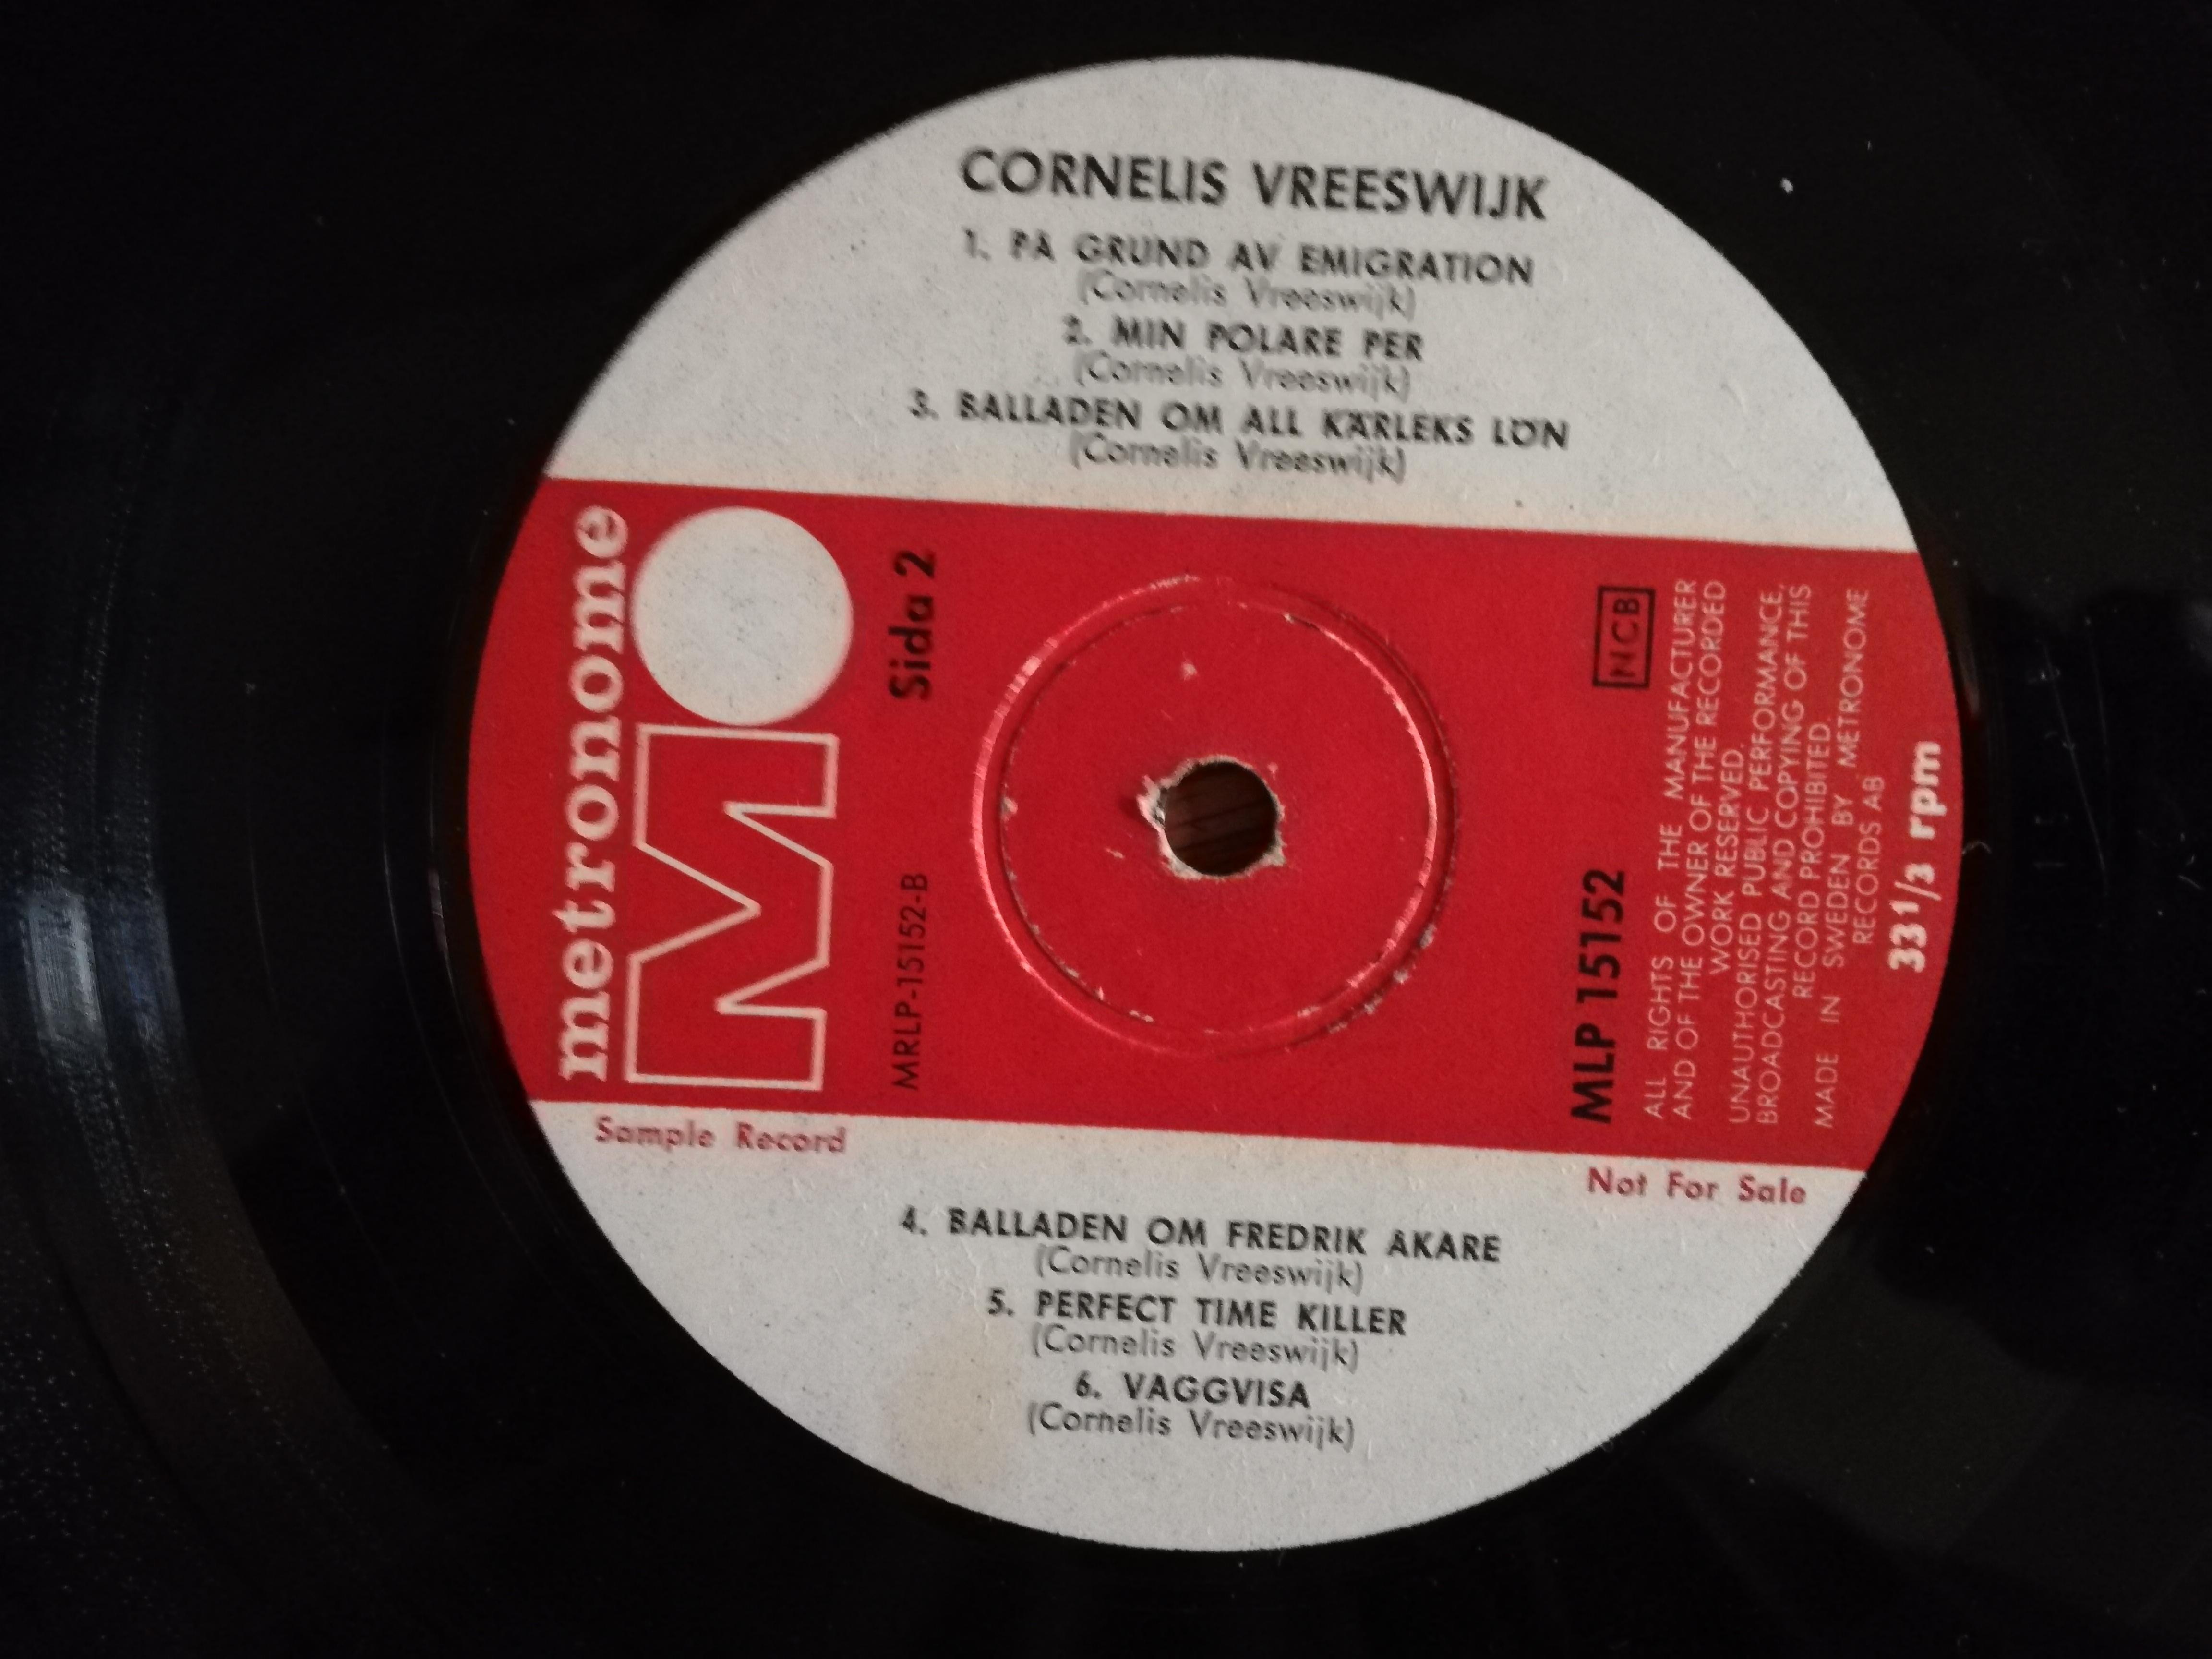 CORNELIS VREESWIJK
1. PÅ GRUND AV EMIGRATION
(Cornelis Vreeswijk)
2. MIN POLARE PER
(Cornelis Vreeswijk)
3. BALLADEN OM ALL KÄRLEKS LÖN
(Cornelis Vreeswijk)
metronome
M
Sida 2
MRLP-15152-B
NCB
MLP 15152
ALL RIGHTS OF THE MANUFACTURER
AND OF THE OWNER OF THE RECORDED
WORK RESERVED.
UNAUTHORISED PUBLIC PERFORMANCE,
BROADCASTING AND COPYING OF THIS
RECORD PROHIBITED.
MADE IN SWEDEN BY METRONOME
RECORDS AB
33 1/3 rpm
Sample Record
Not For Sale
4. BALLADEN OM FREDRIK AKARE
(Cornelis Vreeswijk)
5. PERFECT TIME KILLER
(Cornelis Vreeswijk)
6. VAGGVISA
(Cornelis Vreeswijk)